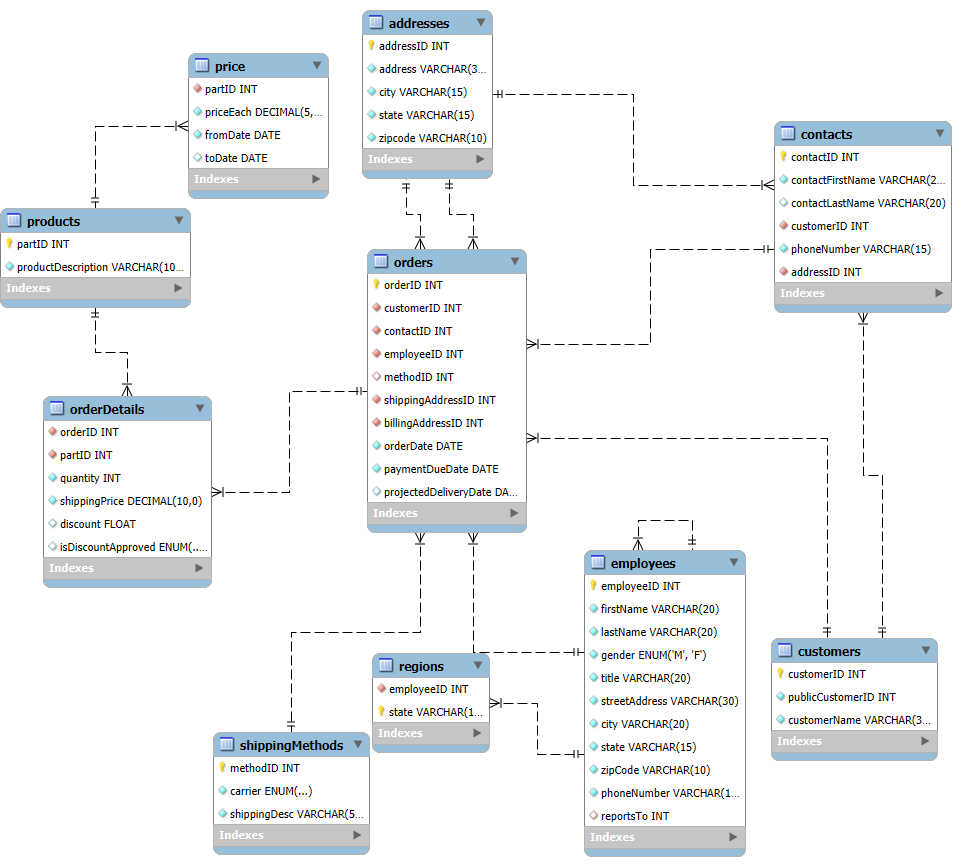 addresses
addressID INT
address VARCHAR(3...
city VARCHAR(15)
state VARCHAR(15)
zipcode VARCHAR(10)
Indexes
price
partID INT
priceEach DECIMAL(5,...
fromDate DATE
toDate DATE
Indexes
contacts
contactID INT
contactFirstName VARCHAR(2...
contactLastName VARCHAR(20)
customerID INT
phoneNumber VARCHAR(15)
addressID INT
Indexes
products
partID INT
productDescription VARCHAR(10...
Indexes
orders
orderID INT
customerID INT
contactID INT
employeeID INT
methodID INT
shippingAddressID INT
billingAddressID INT
orderDate DATE
paymentDueDate DATE
projectedDeliveryDate DA...
Indexes
orderDetails
orderID INT
partID INT
quantity INT
shippingPrice DECIMAL(10,0)
discount FLOAT
isDiscountApproved ENUM(...
Indexes
employees
employeeID INT
firstName VARCHAR(20)
lastName VARCHAR(20)
gender ENUM('M', 'F')
title VARCHAR(20)
streetAddress VARCHAR(30)
city VARCHAR(20)
state VARCHAR(15)
zipCode VARCHAR(10)
phoneNumber VARCHAR(1...
reportsTo INT
Indexes
customers
customerID INT
publicCustomerID INT
customerName VARCHAR(3...
Indexes
regions
employeeID INT
state VARCHAR(1...
Indexes
shippingMethods
methodID INT
carrier ENUM(...)
shippingDesc VARCHAR(5...
Indexes